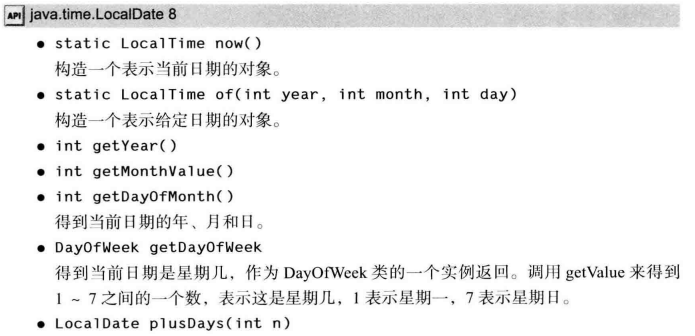 API java.time.LocalDate 8
● static LocalTime now()
构造一个表示当前日期的对象。
● static LocalTime of(int year, int month, int day)
构造一个表示给定日期的对象。
● int getYear()
● int getMonthValue()
● int getDayOfMonth()
得到当前日期的年、月和日。
● DayOfWeek getDayOfWeek
得到当前日期是星期几，作为 DayOfWeek 类的一个实例返回。调用 getValue 来得到
1 ~ 7 之间的一个数，表示这是星期几，1 表示星期一，7 表示星期日。
● LocalDate plusDays(int n)